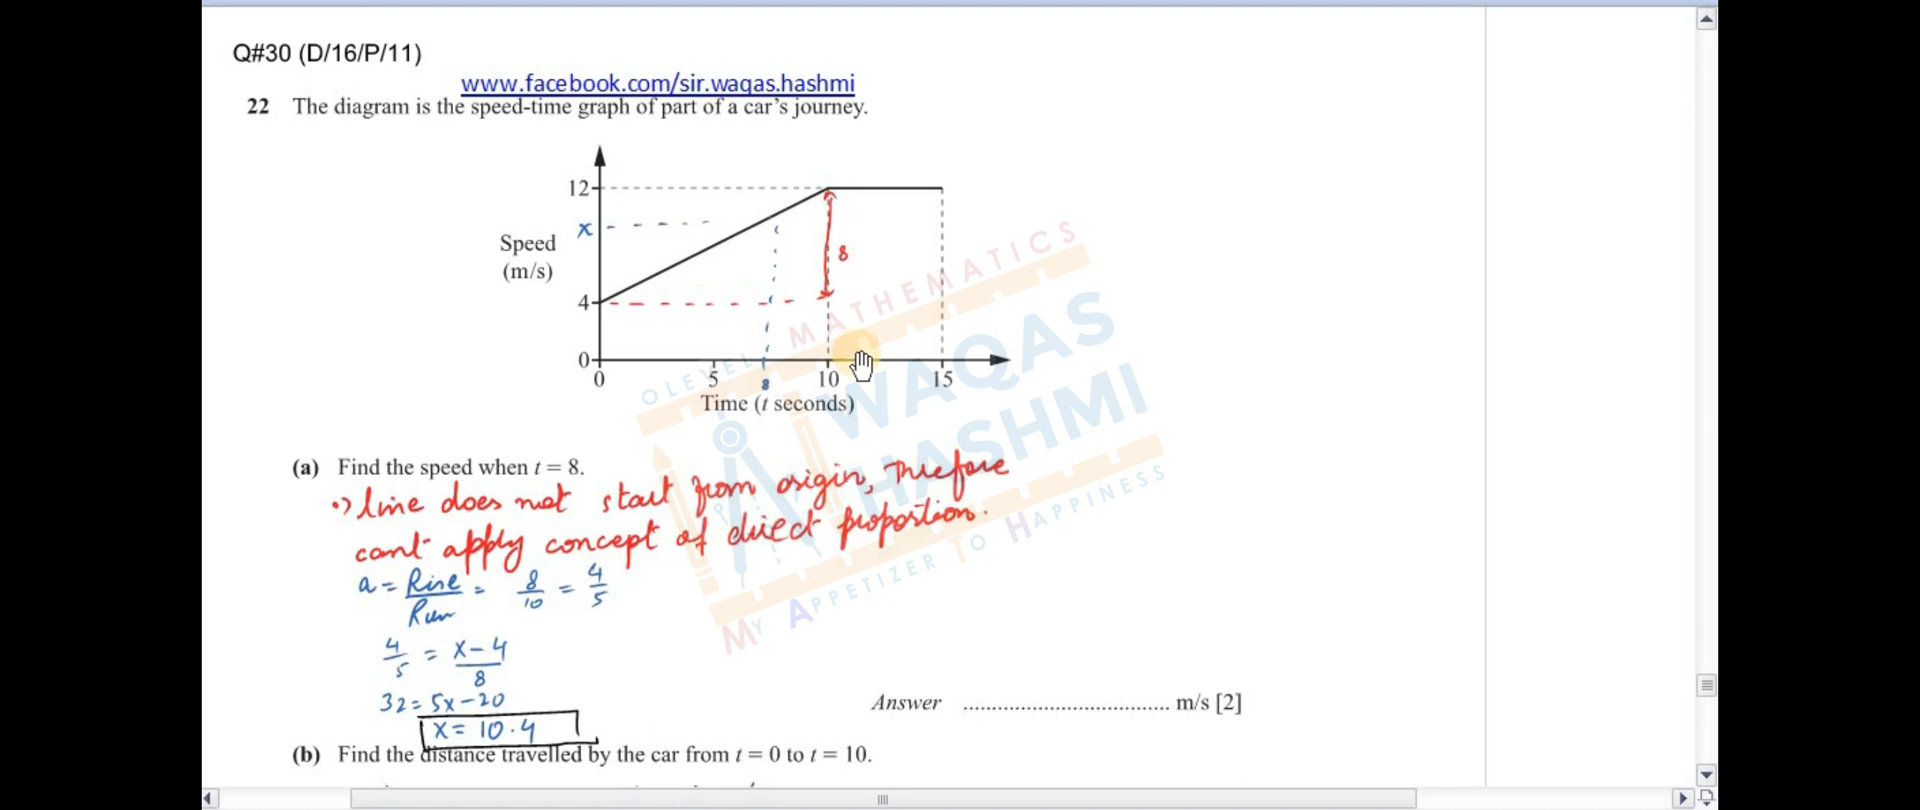 Q#30 (D/16/P/11)
www.facebook.com/sir.waqas.hashmi
22 The diagram is the speed-time graph of part of a car's journey.
12
x
Speed
(m/s)
8
4
0
0 5 8 10 15
Time (t seconds)
OLEVEL MATHEMATICS
WAQAS
HASHMI
MY APPETIZER TO HAPPINESS
(a) Find the speed when t = 8.
•) line does not start from origin, Therefore
can't apply concept of direct proportion.
a = Rise/Run = 8/10 = 4/5
4/5 = x-4/8
32 = 5x-20
x = 10.4
Answer .................................. m/s [2]
(b) Find the distance travelled by the car from t = 0 to t = 10.